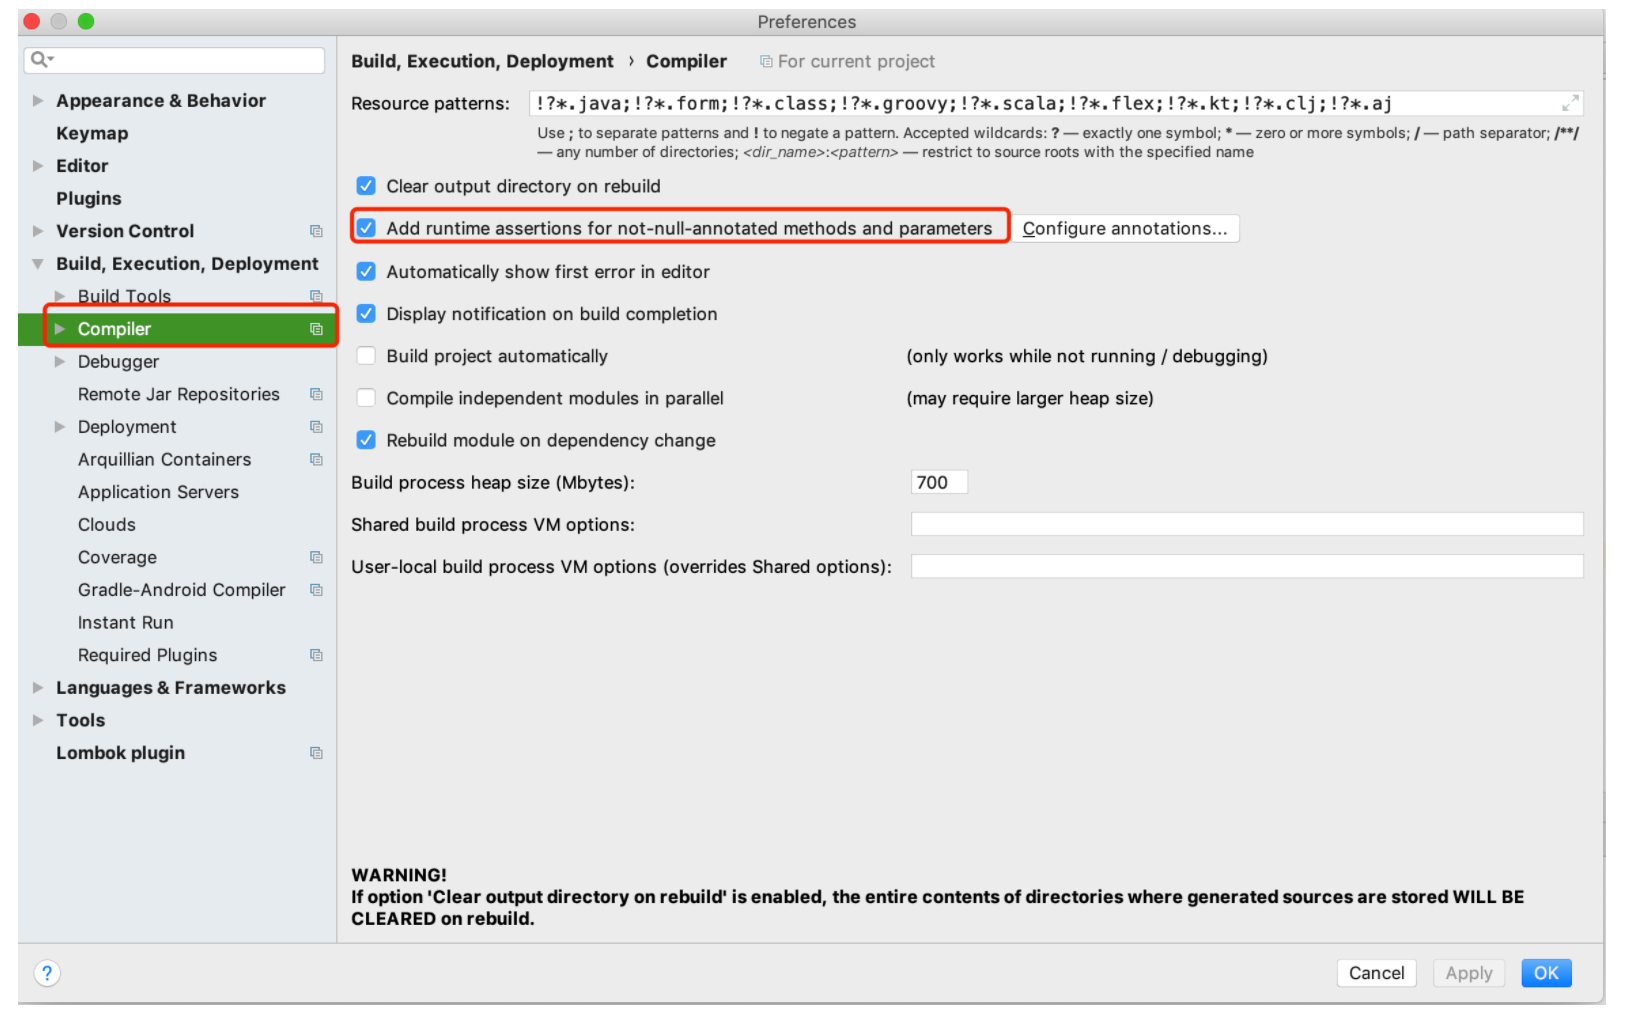 Preferences
Appearance & Behavior
Keymap
Editor
Plugins
Version Control
Build, Execution, Deployment
Build Tools
Compiler
Debugger
Remote Jar Repositories
Deployment
Arquillian Containers
Application Servers
Clouds
Coverage
Gradle-Android Compiler
Instant Run
Required Plugins
Languages & Frameworks
Tools
Lombok plugin
Build, Execution, Deployment › Compiler For current project
Resource patterns: !?*.java;!?*.form;!?*.class;!?*.groovy;!?*.scala;!?*.flex;!?*.kt;!?*.clj;!?*.aj
Use ; to separate patterns and ! to negate a pattern. Accepted wildcards: ? — exactly one symbol; * — zero or more symbols; / — path separator; /**/
— any number of directories; <dir_name>:<pattern> — restrict to source roots with the specified name
Clear output directory on rebuild
Add runtime assertions for not-null-annotated methods and parameters Configure annotations...
Automatically show first error in editor
Display notification on build completion
Build project automatically (only works while not running / debugging)
Compile independent modules in parallel (may require larger heap size)
Rebuild module on dependency change
Build process heap size (Mbytes): 700
Shared build process VM options:
User-local build process VM options (overrides Shared options):
WARNING!
If option 'Clear output directory on rebuild' is enabled, the entire contents of directories where generated sources are stored WILL BE
CLEARED on rebuild.
? Cancel Apply OK